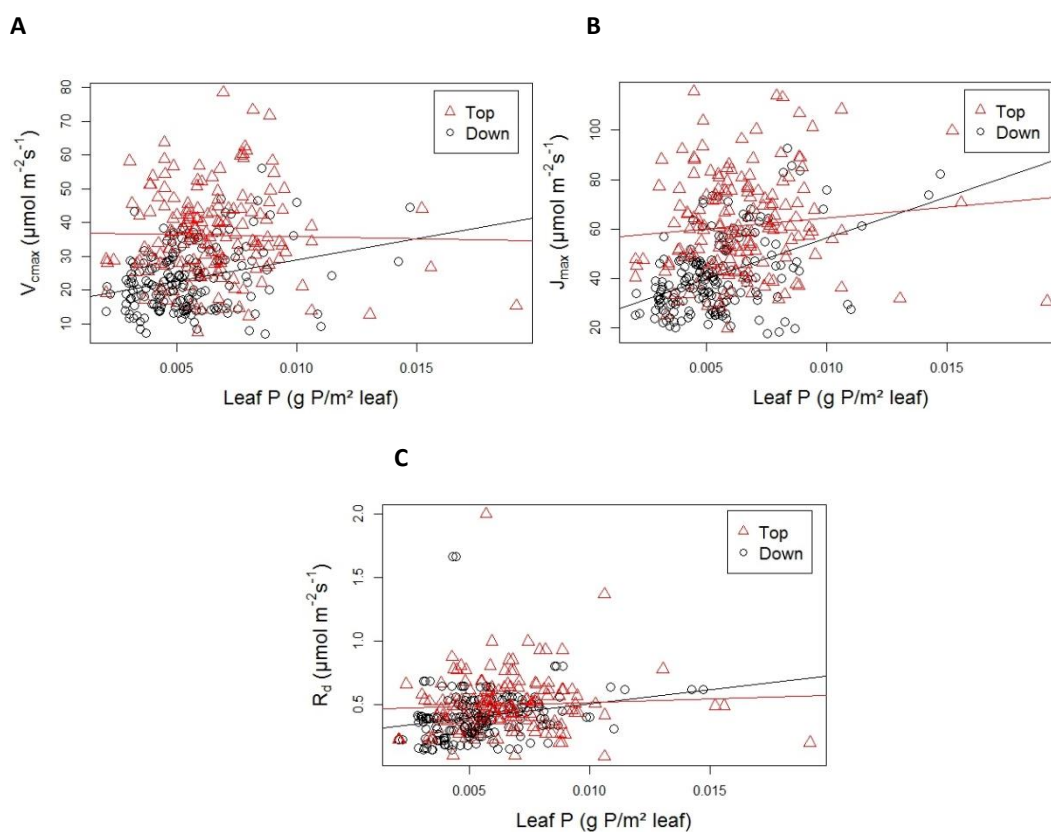 A
B
80
70
60
50
40
30
20
10
V_cmax (µmol m⁻²s⁻¹)
Top
Down
0.005
0.010
0.015
Leaf P (g P/m² leaf)
100
80
60
40
20
J_max (µmol m⁻²s⁻¹)
Top
Down
0.005
0.010
0.015
Leaf P (g P/m² leaf)
C
2.0
1.5
1.0
0.5
R_d (µmol m⁻²s⁻¹)
Top
Down
0.005
0.010
0.015
Leaf P (g P/m² leaf)